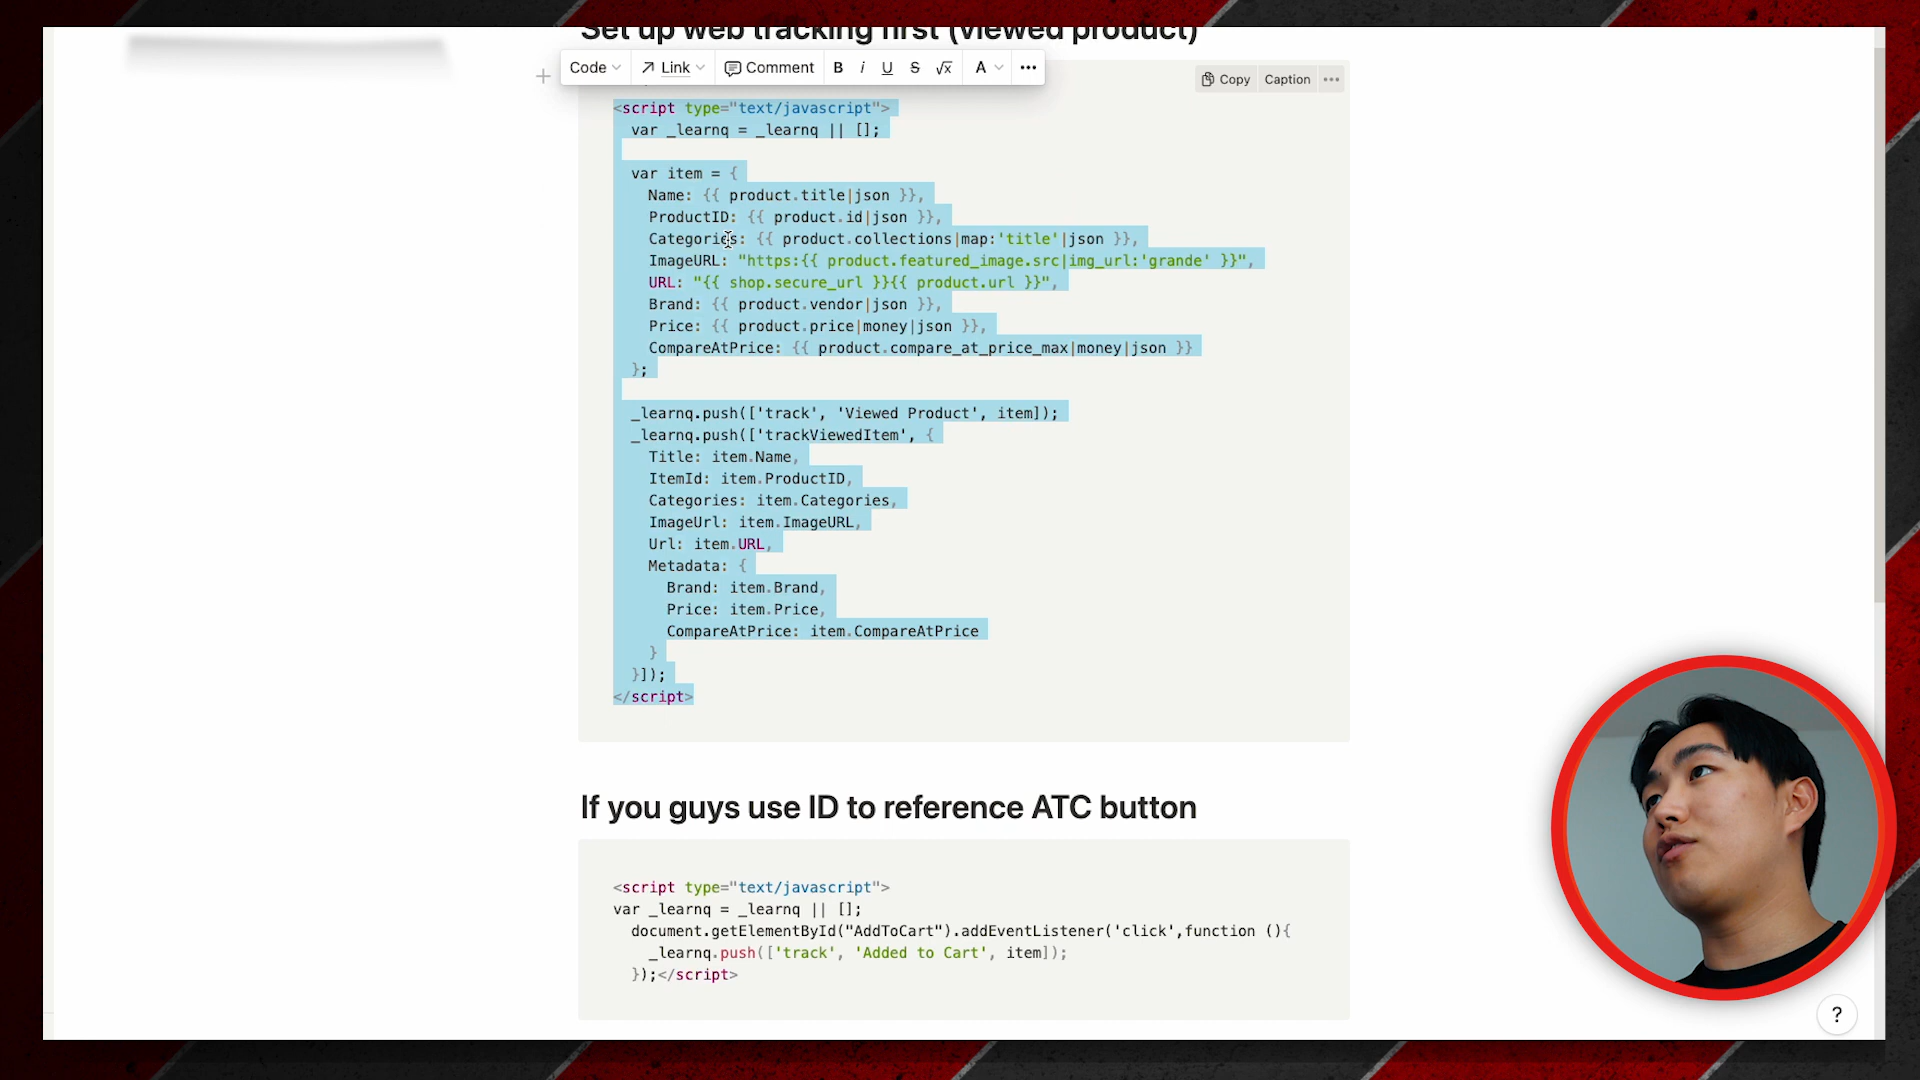 Set up web tracking first (viewed product)
Code Link Comment B i U S √x A •••
Copy Caption •••
<script type="text/javascript">
var _learnq = _learnq || [];
var item = {
Name: {{ product.title|json }},
ProductID: {{ product.id|json }},
Categories: {{ product.collections|map:'title'|json }},
ImageURL: "https:{{ product.featured_image.src|img_url:'grande' }}",
URL: "{{ shop.secure_url }}{{ product.url }}",
Brand: {{ product.vendor|json }},
Price: {{ product.price|money|json }},
CompareAtPrice: {{ product.compare_at_price_max|money|json }}
};
_learnq.push(['track', 'Viewed Product', item]);
_learnq.push(['trackViewedItem', {
Title: item.Name,
ItemId: item.ProductID,
Categories: item.Categories,
ImageUrl: item.ImageURL,
Url: item.URL,
Metadata: {
Brand: item.Brand,
Price: item.Price,
CompareAtPrice: item.CompareAtPrice
}
}]);
</script>
If you guys use ID to reference ATC button
<script type="text/javascript">
var _learnq = _learnq || [];
document.getElementById("AddToCart").addEventListener('click',function (){
_learnq.push(['track', 'Added to Cart', item]);
});</script>
?